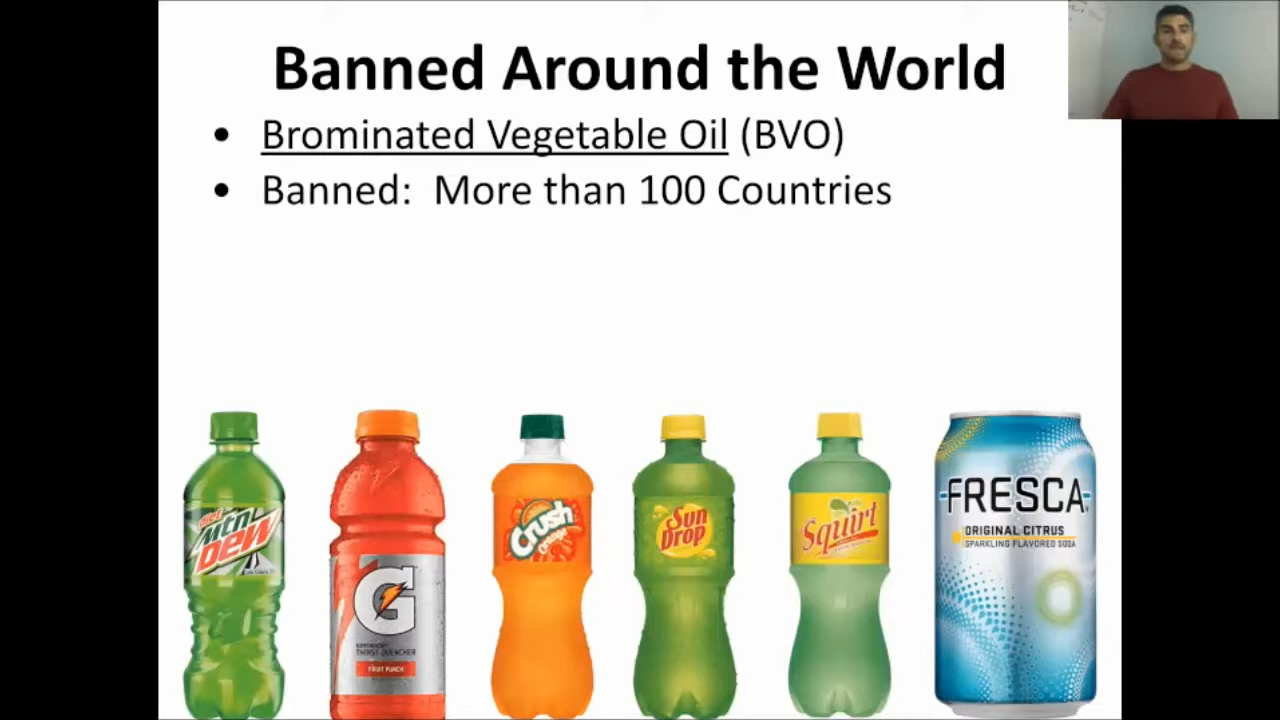 Banned Around the World
• Brominated Vegetable Oil (BVO)
• Banned: More than 100 Countries
diet
Mtn
DEW
G
THIRST QUENCHER
FRUIT PUNCH
Crush
Orange
Sun
Drop
Squirt
FRESCA
ORIGINAL CITRUS
SPARKLING FLAVORED SODA